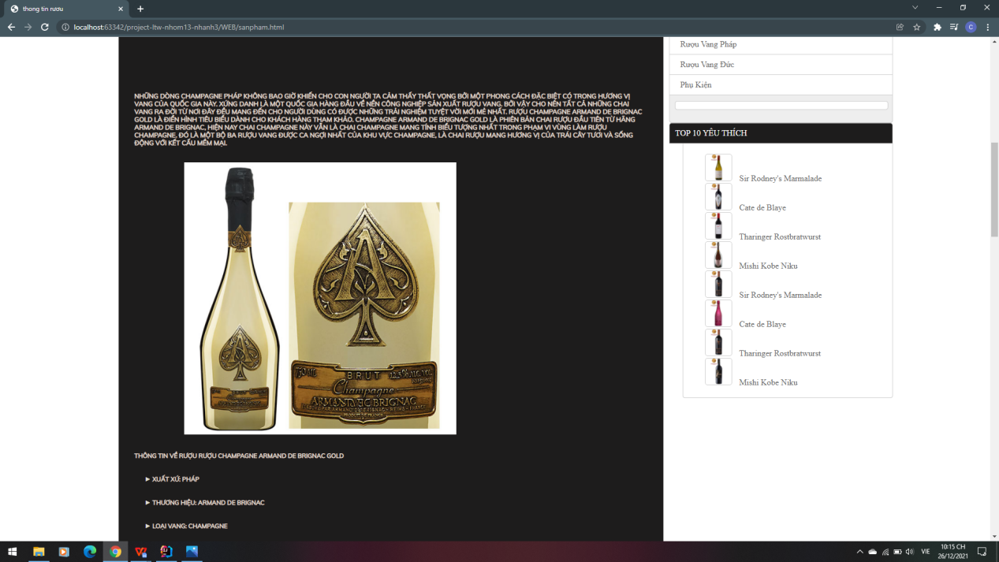 thong tin rươu
localhost:63342/project-ltw-nhom13-nhanh3/WEB/sanpham.html
C
NHỮNG DÒNG CHAMPAGNE PHÁP KHÔNG BAO GIỜ KHIẾN CHO CON NGƯỜI TA CẢM THẤY THẤT VỌNG BỞI MỘT PHONG CÁCH ĐẶC BIỆT CÓ TRONG HƯƠNG VỊ
VANG CỦA QUỐC GIA NÀY. XỨNG DANH LÀ MỘT QUỐC GIA HÀNG ĐẦU VỀ NỀN CÔNG NGHIỆP SẢN XUẤT RƯỢU VANG. BỞI VẬY CHO NÊN TẤT CẢ NHỮNG CHAI
VANG RA ĐỜI TỪ NƠI ĐÂY ĐỀU MANG ĐẾN CHO NGƯỜI DÙNG CÓ ĐƯỢC NHỮNG TRẢI NGHIỆM TUYỆT VỜI MỚI MẺ NHẤT. RƯỢU CHAMPAGNE ARMAND DE BRIGNAC
GOLD LÀ ĐIỂN HÌNH TIÊU BIỂU DÀNH CHO KHÁCH HÀNG THAM KHẢO. CHAMPAGNE ARMAND DE BRIGNAC GOLD LÀ PHIÊN BẢN CHAI RƯỢU ĐẦU TIÊN TỪ HÃNG
ARMAND DE BRIGNAC, HIỆN NAY CHAI CHAMPAGNE NÀY VẪN LÀ CHAI CHAMPAGNE MANG TÍNH BIỂU TƯỢNG NHẤT TRONG PHẠM VI VÙNG LÀM RƯỢU
CHAMPAGNE. ĐÓ LÀ MỘT BỘ BA RƯỢU VANG ĐƯỢC CA NGỢI NHẤT CỦA KHU VỰC CHAMPAGNE, LÀ CHAI RƯỢU MANG HƯƠNG VỊ CỦA TRÁI CÂY TƯƠI VÀ SỐNG
ĐỘNG VỚI KẾT CẤU MỀM MẠI.
BRUT
Champagne
ARMAND DE BRIGNAC
THÔNG TIN VỀ RƯỢU RƯỢU CHAMPAGNE ARMAND DE BRIGNAC GOLD
► XUẤT XỨ: PHÁP
► THƯƠNG HIỆU: ARMAND DE BRIGNAC
► LOẠI VANG: CHAMPAGNE
Rượu Vang Pháp
Rượu Vang Đức
Phụ Kiện
TOP 10 YÊU THÍCH
Sir Rodney's Marmalade
Cate de Blaye
Tharinger Rostbratwurst
Mishi Kobe Niku
Sir Rodney's Marmalade
Cate de Blaye
Tharinger Rostbratwurst
Mishi Kobe Niku
VIE
10:15 CH
26/12/2021